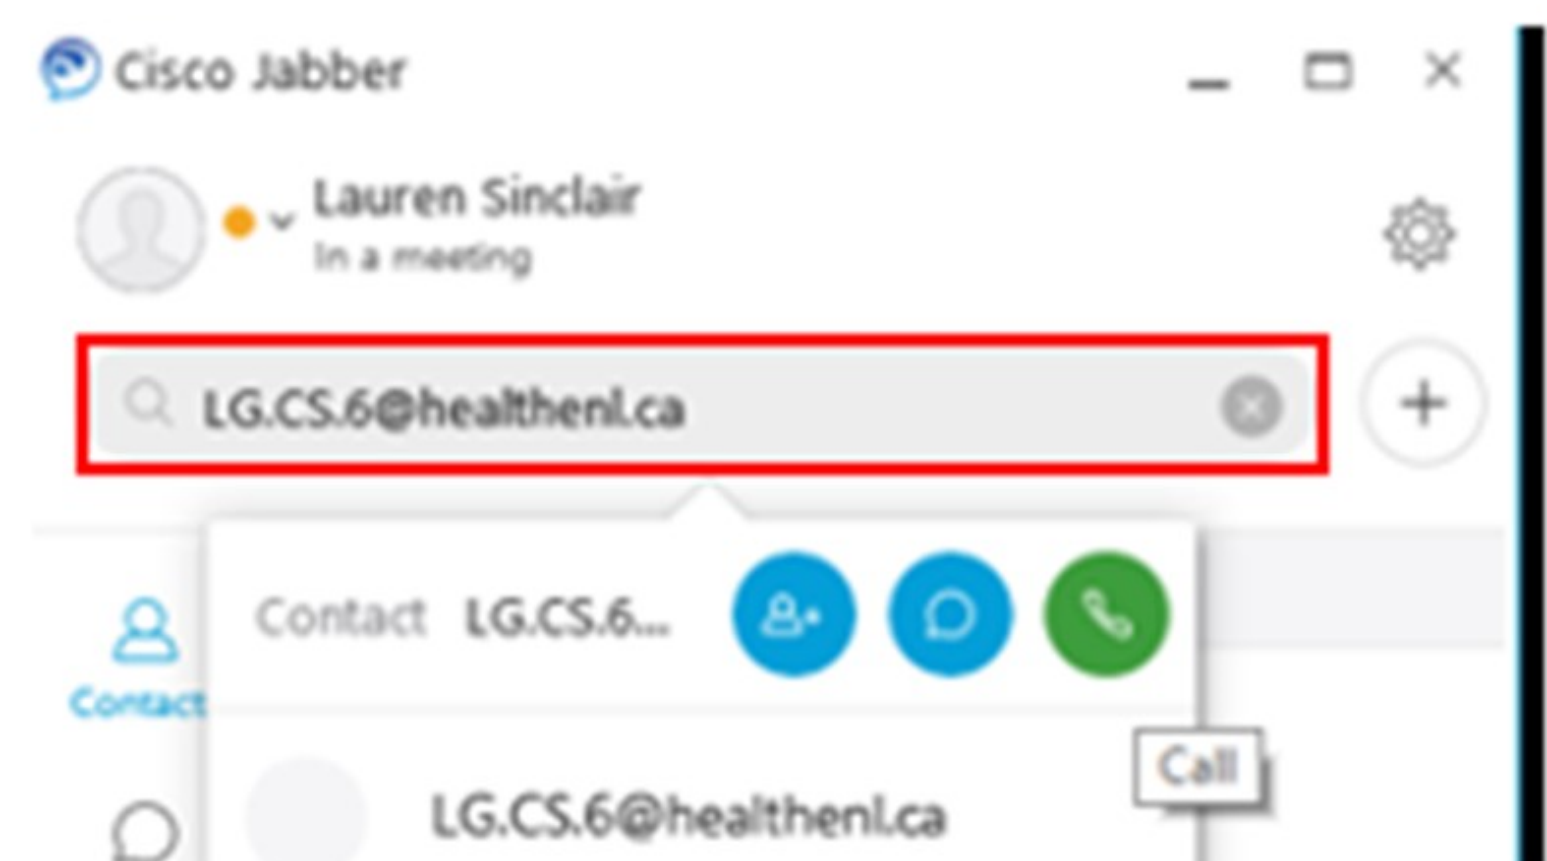 Cisco Jabber
Lauren Sinclair
In a meeting
LG.CS.6@healthenl.ca
Contact LG.CS.6...
Contact
Call
LG.CS.6@healthenl.ca